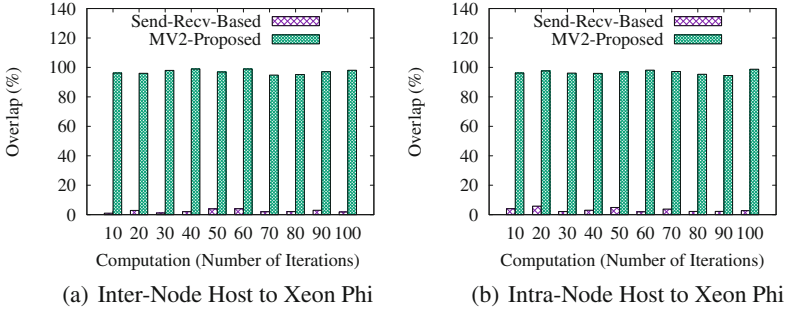 140
120
100
80
60
40
20
0
Overlap (%)
Send-Recv-Based
MV2-Proposed
10 20 30 40 50 60 70 80 90 100
Computation (Number of Iterations)
(a) Inter-Node Host to Xeon Phi
140
120
100
80
60
40
20
0
Overlap (%)
Send-Recv-Based
MV2-Proposed
10 20 30 40 50 60 70 80 90 100
Computation (Number of Iterations)
(b) Intra-Node Host to Xeon Phi